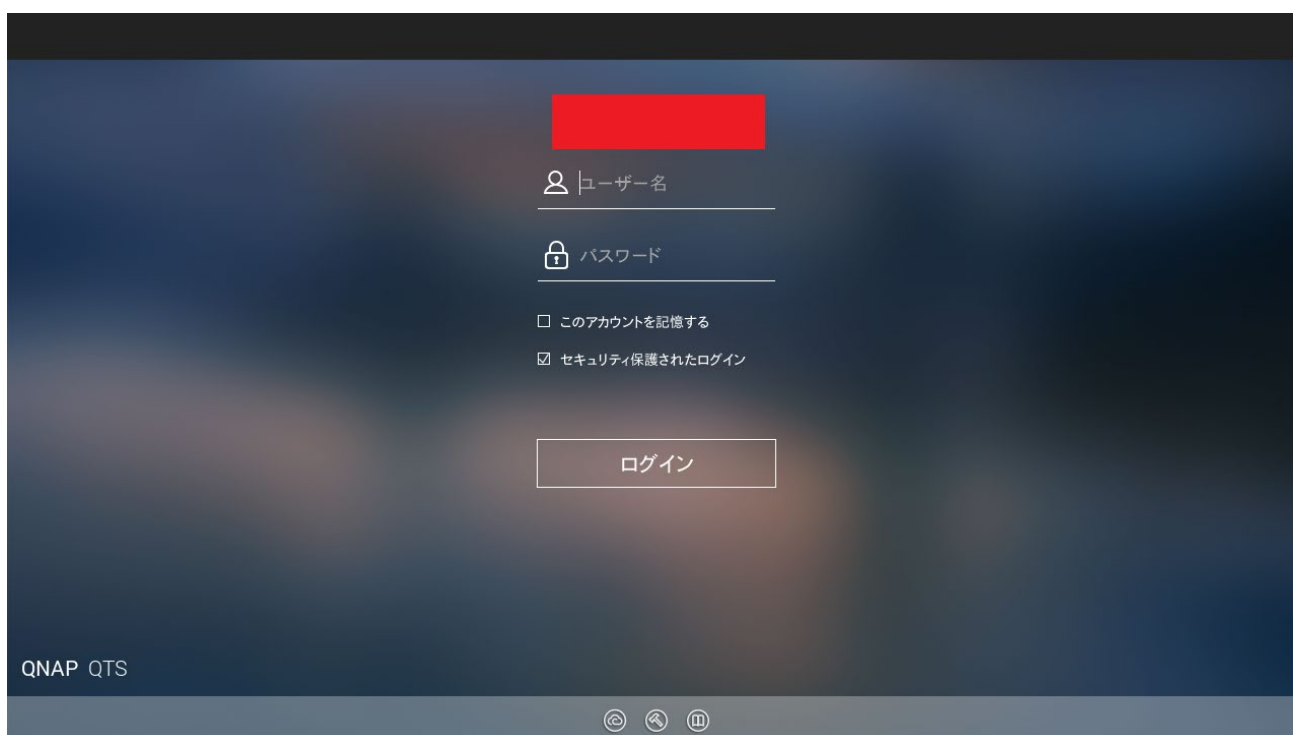 ユーザー名
パスワード
このアカウントを記憶する
セキュリティ保護されたログイン
ログイン
QNAP QTS